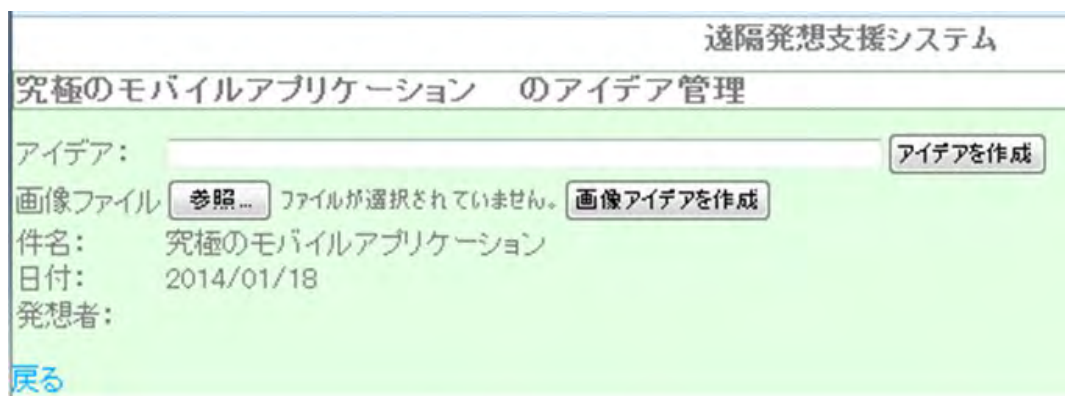 遠隔発想支援システム
究極のモバイルアプリケーション　のアイデア管理
アイデア： アイデアを作成
画像ファイル 参照... ファイルが選択されていません。 画像アイデアを作成
件名： 究極のモバイルアプリケーション
日付： 2014/01/18
発想者：
戻る